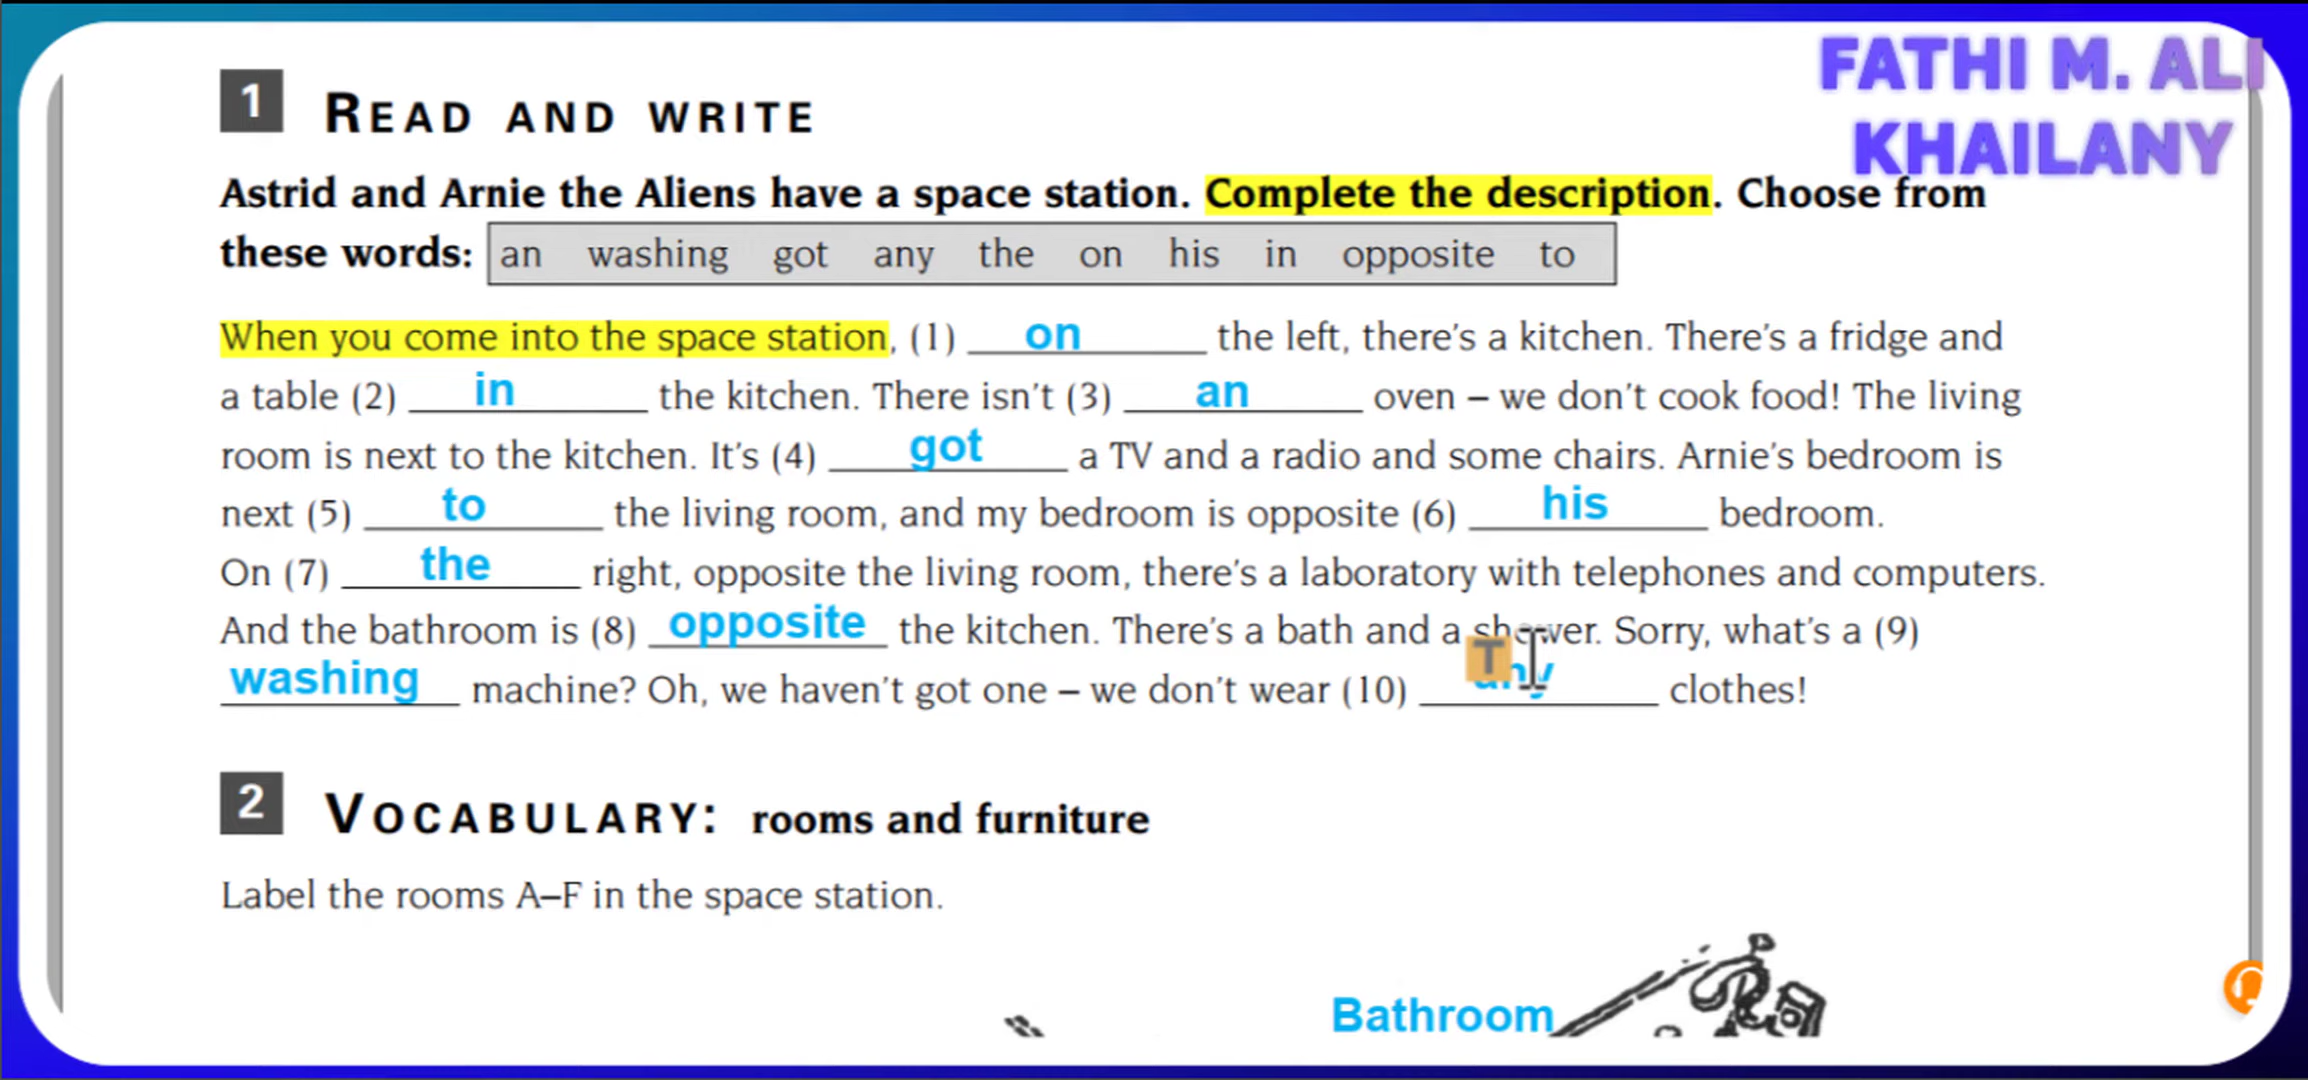 FATHI M. ALI
KHAILANY
1 READ AND WRITE
Astrid and Arnie the Aliens have a space station. Complete the description. Choose from
these words: an washing got any the on his in opposite to
When you come into the space station, (1) on the left, there's a kitchen. There's a fridge and
a table (2) in the kitchen. There isn't (3) an oven – we don't cook food! The living
room is next to the kitchen. It's (4) got a TV and a radio and some chairs. Arnie's bedroom is
next (5) to the living room, and my bedroom is opposite (6) his bedroom.
On (7) the right, opposite the living room, there's a laboratory with telephones and computers.
And the bathroom is (8) opposite the kitchen. There's a bath and a shower. Sorry, what's a (9)
washing machine? Oh, we haven't got one – we don't wear (10) any clothes!
2 VOCABULARY: rooms and furniture
Label the rooms A–F in the space station.
Bathroom